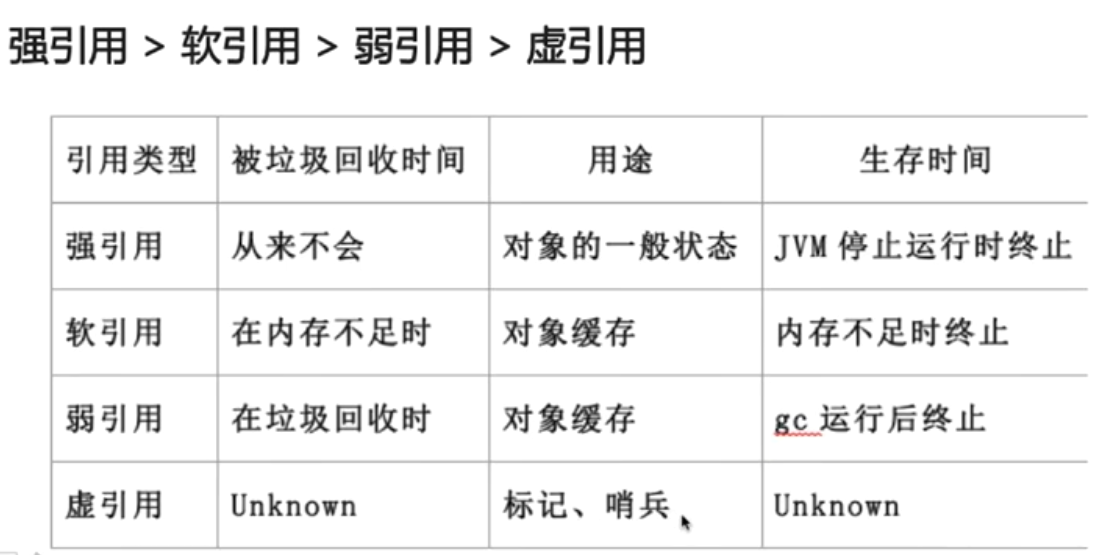 强引用 > 软引用 > 弱引用 > 虚引用
引用类型 被垃圾回收时间 用途 生存时间
强引用 从来不会 对象的一般状态 JVM 停止运行时终止
软引用 在内存不足时 对象缓存 内存不足时终止
弱引用 在垃圾回收时 对象缓存 gc 运行后终止
虚引用 Unknown 标记、哨兵 Unknown